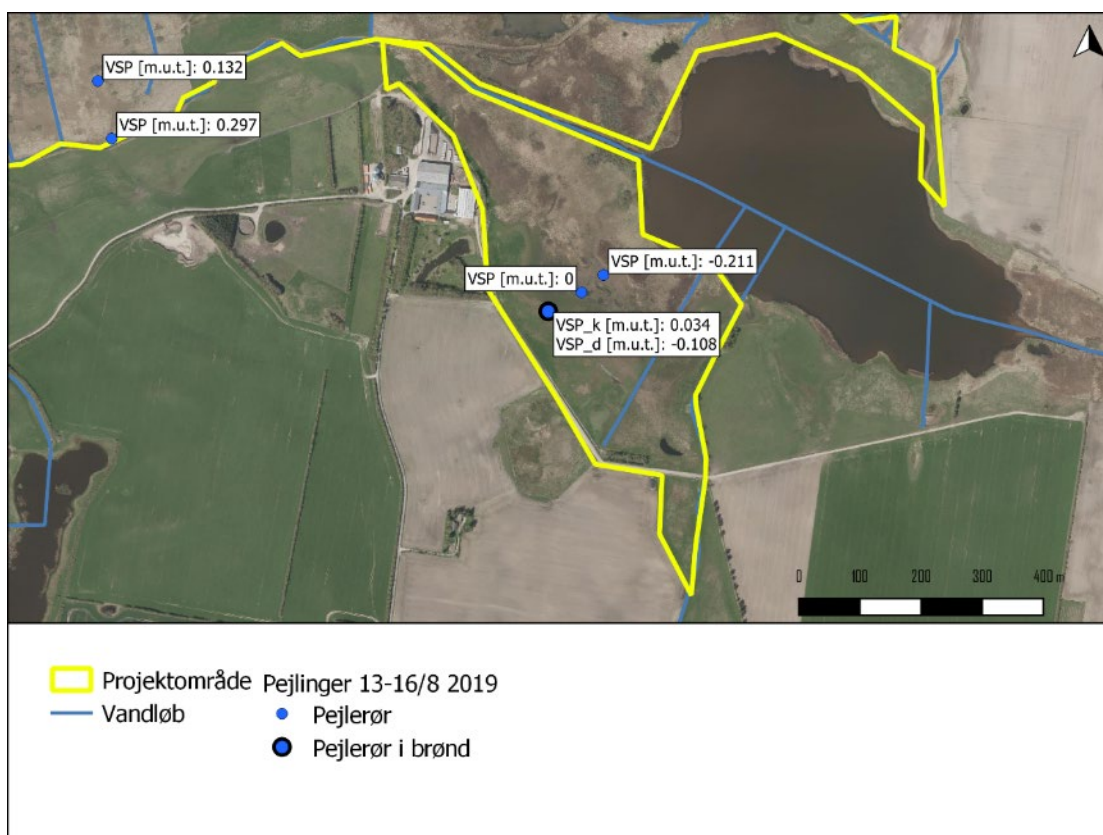 VSP [m.u.t.]: 0.132
VSP [m.u.t.]: 0.297
VSP [m.u.t.]: -0.211
VSP [m.u.t.]: 0
VSP_k [m.u.t.]: 0.034
VSP_d [m.u.t.]: -0.108
0 100 200 300 400 m
Projektområde
Vandløb
Pejlinger 13-16/8 2019
Pejlerør
Pejlerør i brønd